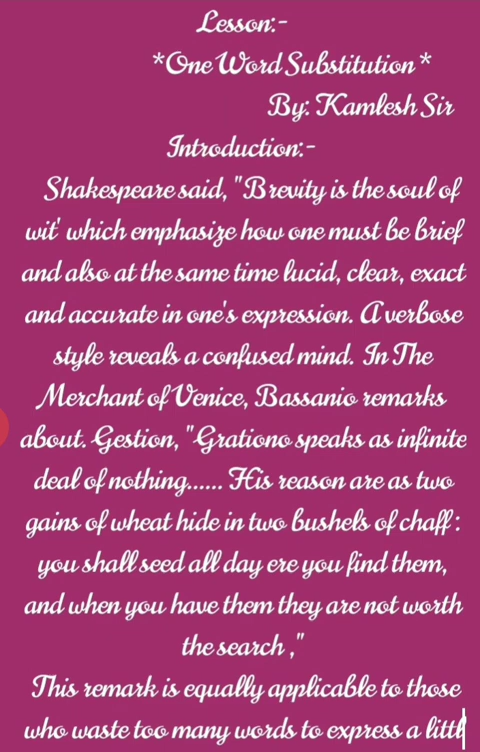 Lesson:-
*One Word Substitution*
By: Kamlesh Sir
Introduction:-
Shakespeare said, "Brevity is the soul of
wit' which emphasize how one must be brief
and also at the same time lucid, clear, exact
and accurate in one's expression. A verbose
style reveals a confused mind. In The
Merchant of Venice, Bassanio remarks
about. Gestion, "Grationo speaks as infinite
deal of nothing...... His reason are as two
gains of wheat hide in two bushels of chaff:
you shall seed all day ere you find them,
and when you have them they are not worth
the search ,"
This remark is equally applicable to those
who waste too many words to express a littl